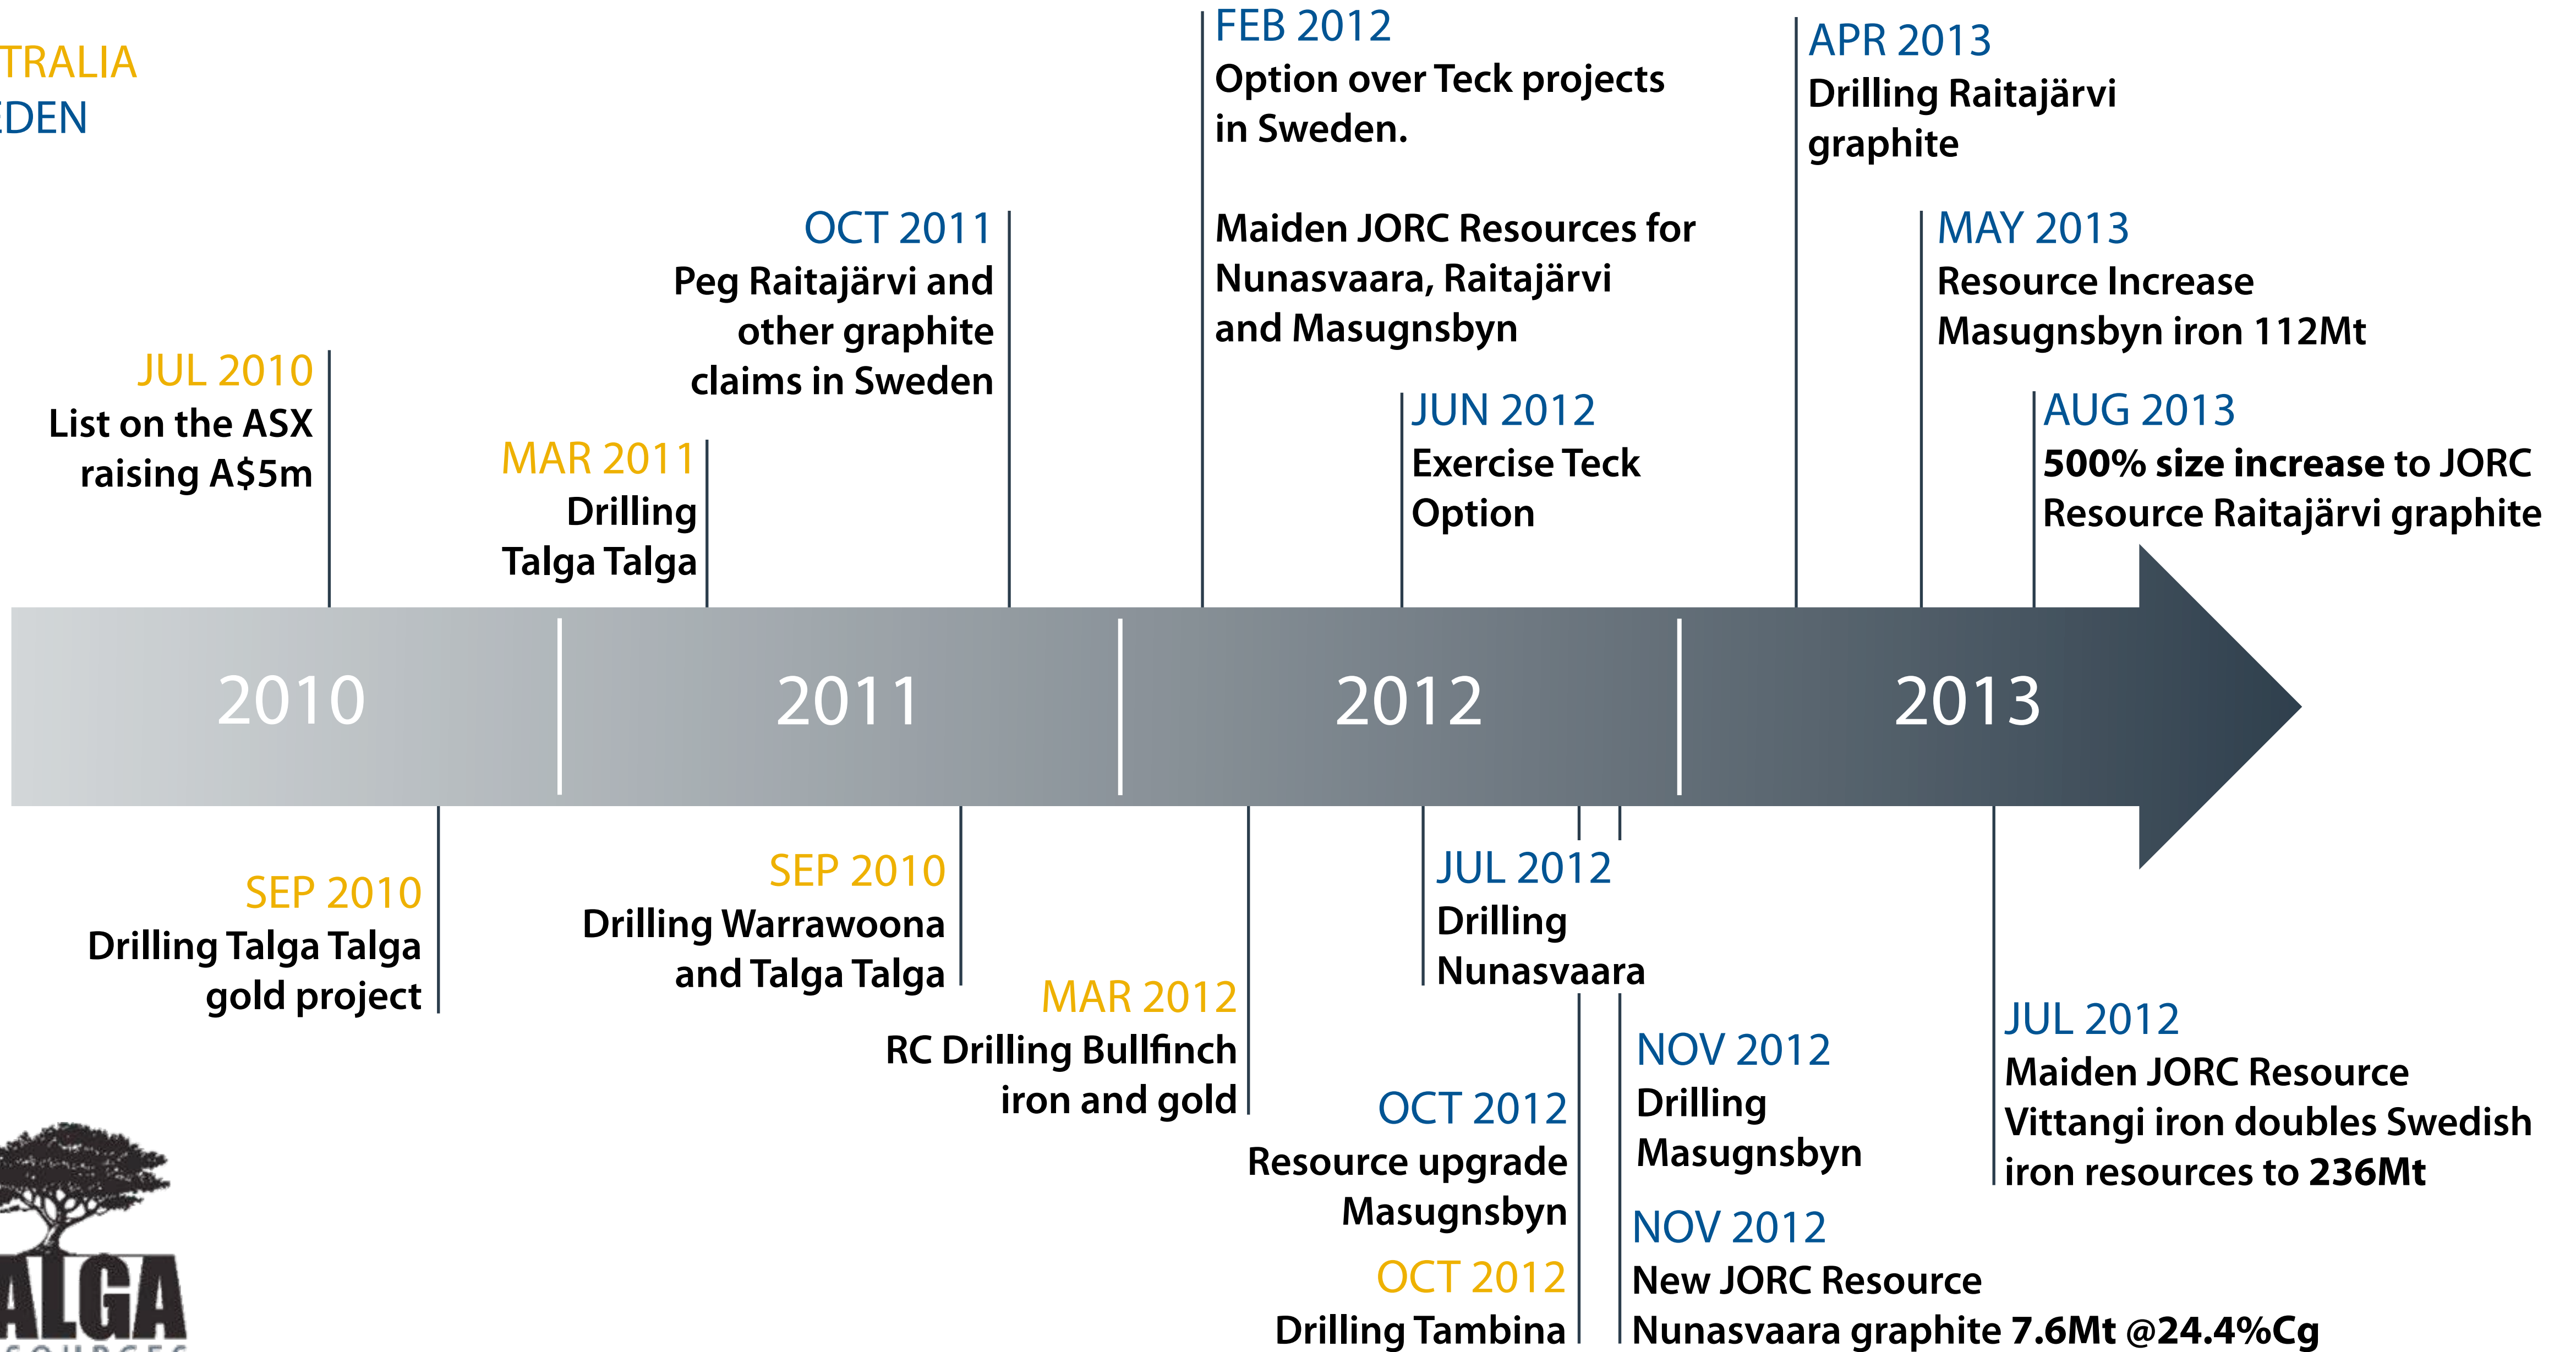 TRALIA
EDEN
JUL 2010
List on the ASX
raising A$5m
MAR 2011
Drilling
Talga Talga
OCT 2011
Peg Raitajärvi and
other graphite
claims in Sweden
FEB 2012
Option over Teck projects
in Sweden.
Maiden JORC Resources for
Nunasvaara, Raitajärvi
and Masugnsbyn
JUN 2012
Exercise Teck
Option
APR 2013
Drilling Raitajärvi
graphite
MAY 2013
Resource Increase
Masugnsbyn iron 112Mt
AUG 2013
500% size increase to JORC
Resource Raitajärvi graphite
2010
2011
2012
2013
SEP 2010
Drilling Talga Talga
gold project
SEP 2010
Drilling Warrawoona
and Talga Talga
MAR 2012
RC Drilling Bullfinch
iron and gold
JUL 2012
Drilling
Nunasvaara
OCT 2012
Resource upgrade
Masugnsbyn
OCT 2012
Drilling Tambina
NOV 2012
Drilling
Masugnsbyn
NOV 2012
New JORC Resource
Nunasvaara graphite 7.6Mt @24.4%Cg
JUL 2012
Maiden JORC Resource
Vittangi iron doubles Swedish
iron resources to 236Mt
ALGA